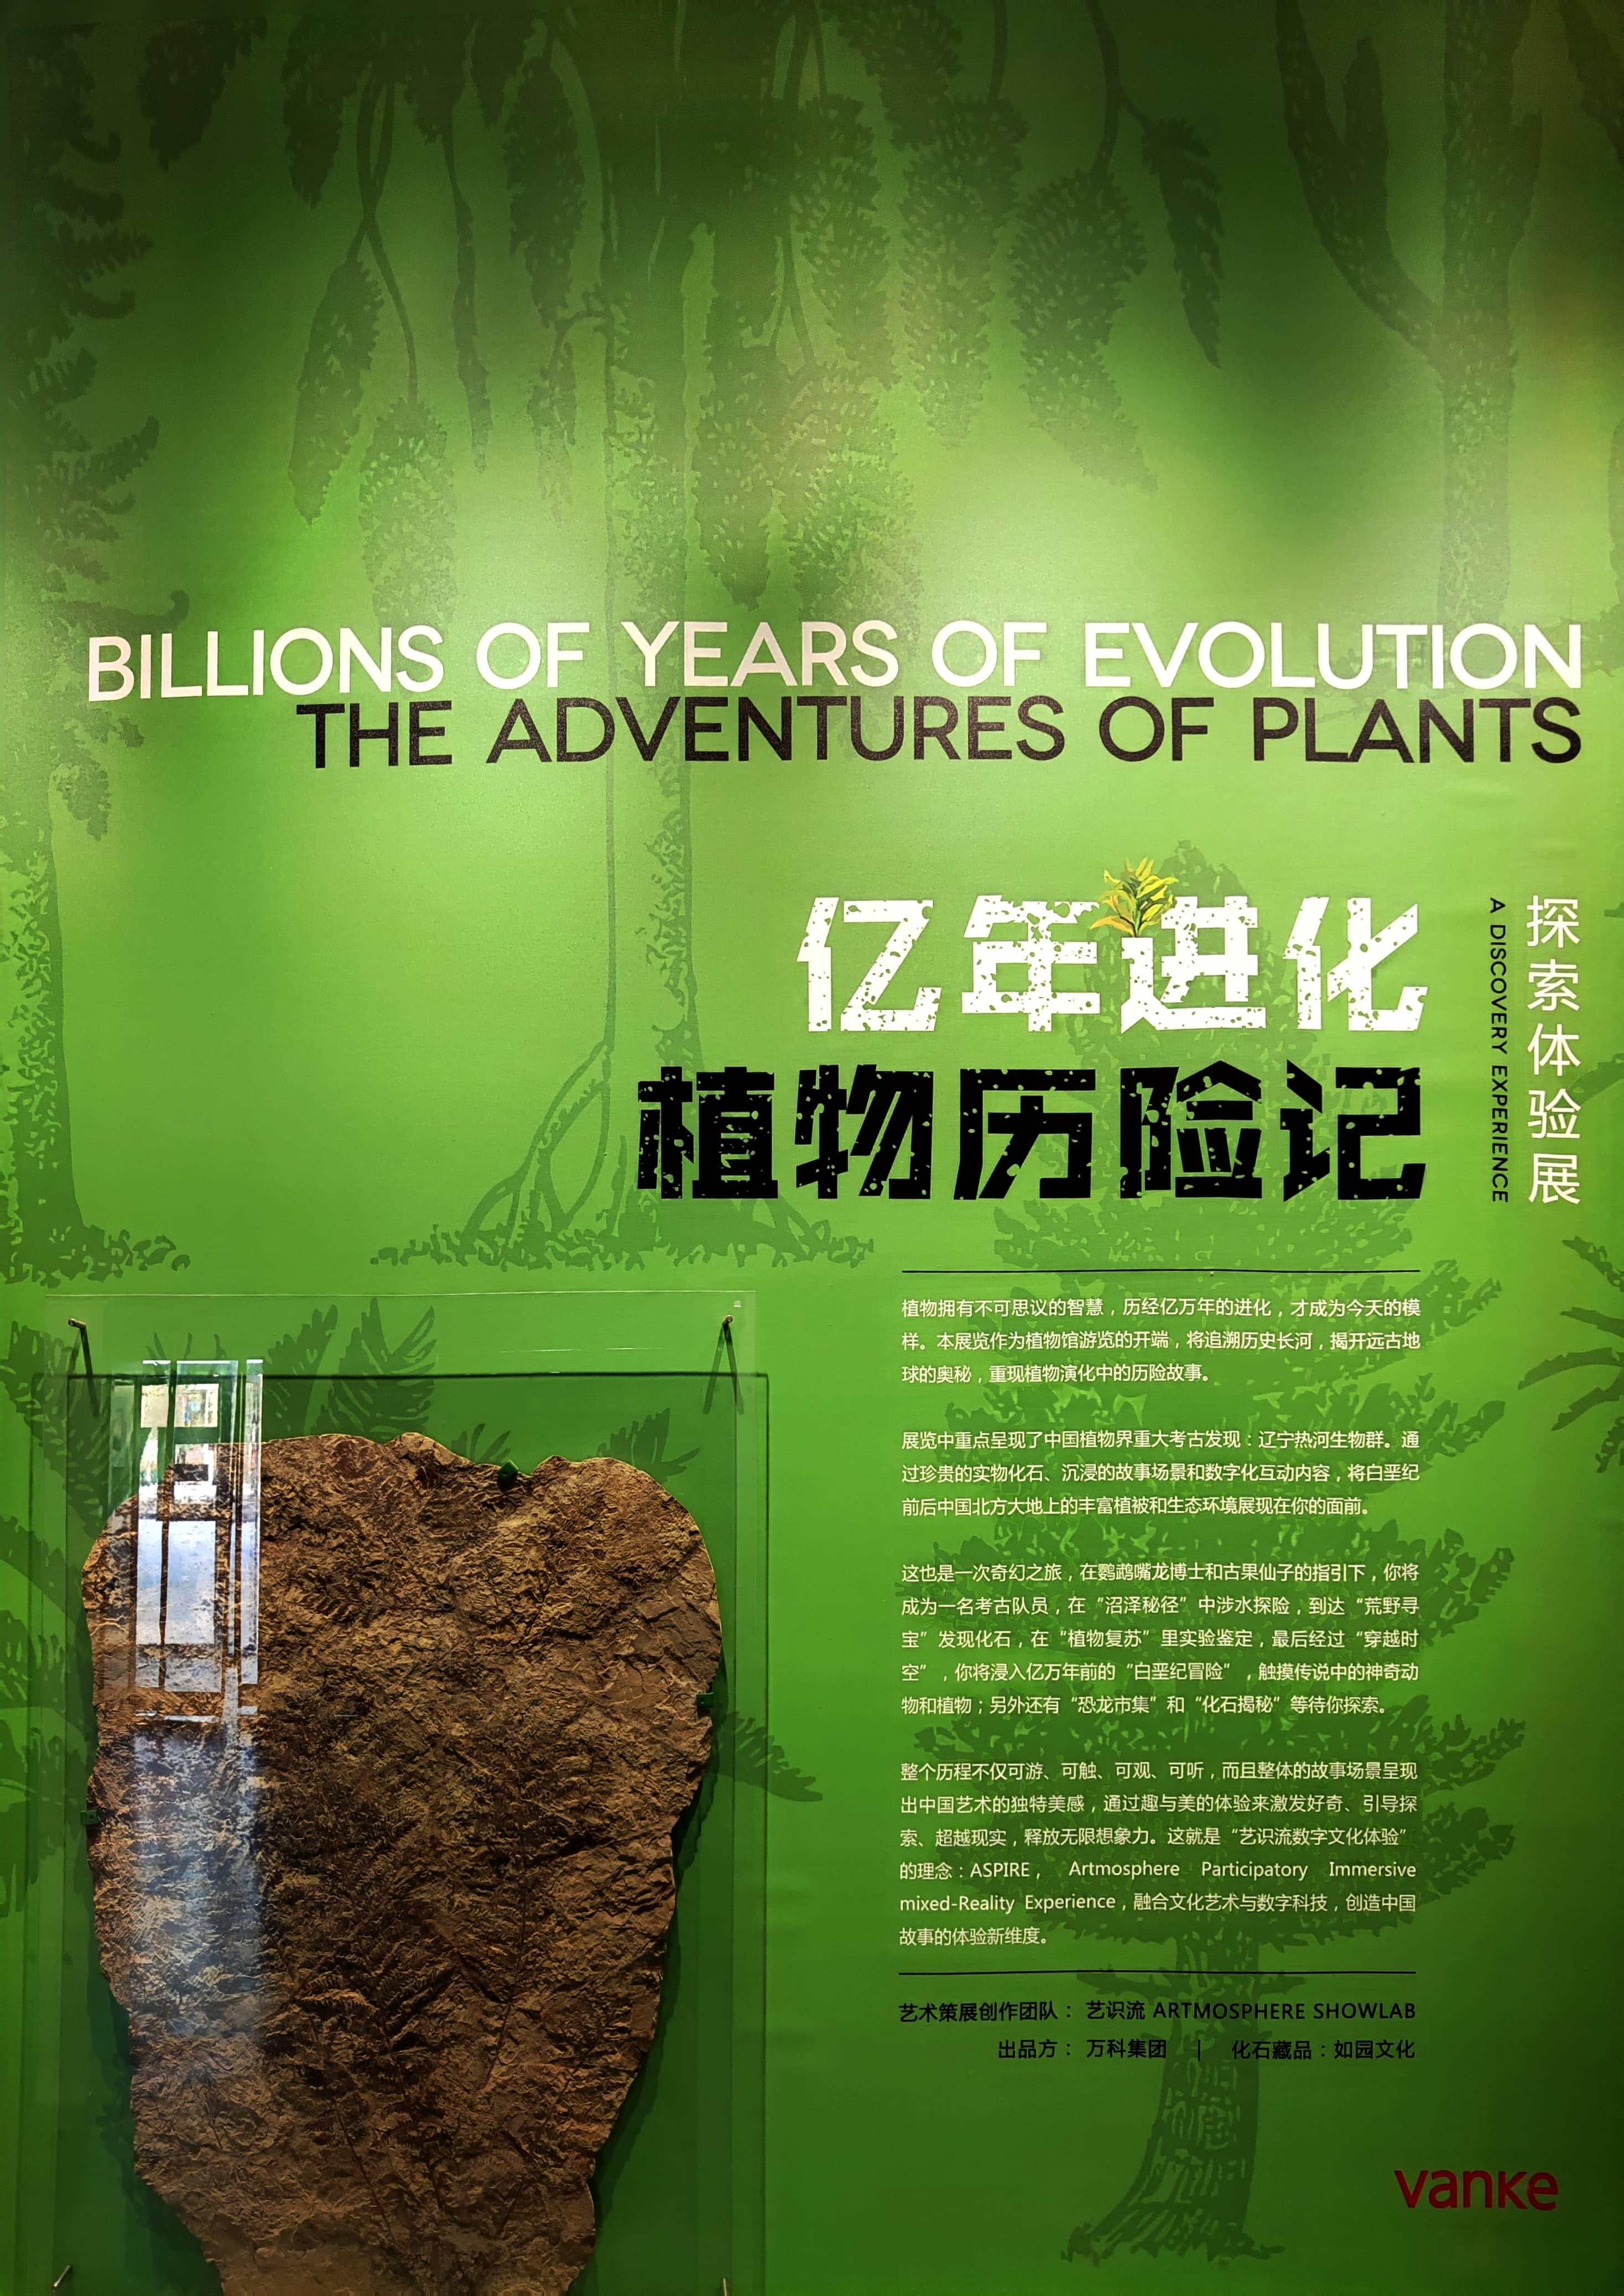 BILLIONS OF YEARS OF EVOLUTION
THE ADVENTURES OF PLANTS
亿年进化
植物历险记
探索体验展
A DISCOVERY EXPERIENCE
植物拥有不可思议的智慧，历经亿万年的进化，才成为今天的模
样。本展览作为植物馆游览的开端，将追溯历史长河，揭开远古地
球的奥秘，重现植物演化中的历险故事。
展览中重点呈现了中国植物界重大考古发现：辽宁热河生物群。通
过珍贵的实物化石、沉浸的故事场景和数字化互动内容，将白垩纪
前后中国北方大地上的丰富植被和生态环境展现在你的面前。
这也是一次奇幻之旅，在鹦鹉嘴龙博士和古果仙子的指引下，你将
成为一名考古队员，在“沼泽秘径”中涉水探险，到达“荒野寻
宝”发现化石，在“植物复苏”里实验鉴定，最后经过“穿越时
空”，你将浸入亿万年前的“白垩纪冒险”，触摸传说中的神奇动
物和植物；另外还有“恐龙市集”和“化石揭秘”等待你探索。
整个历程不仅可游、可触、可观、可听，而且整体的故事场景呈现
出中国艺术的独特美感，通过趣与美的体验来激发好奇、引导探
索、超越现实，释放无限想象力。这就是“艺识流数字文化体验”
的理念：ASPIRE， Artmosphere Participatory Immersive
mixed-Reality Experience，融合文化艺术与数字科技，创造中国
故事的体验新维度。
艺术策展创作团队： 艺识流 ARTMOSPHERE SHOWLAB
出品方： 万科集团 | 化石藏品：如园文化
vanke